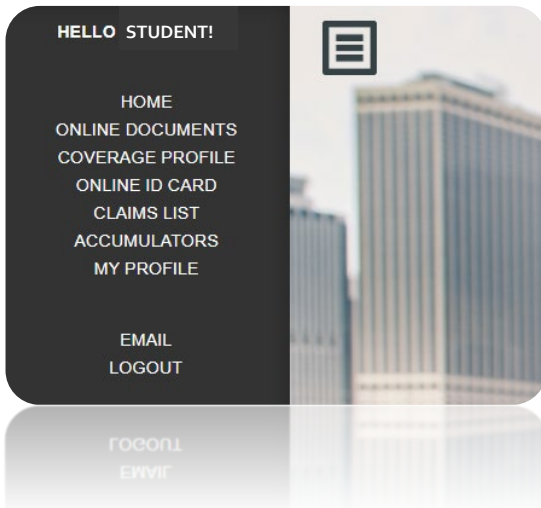 HELLO STUDENT!
HOME
ONLINE DOCUMENTS
COVERAGE PROFILE
ONLINE ID CARD
CLAIMS LIST
ACCUMULATORS
MY PROFILE
EMAIL
LOGOUT